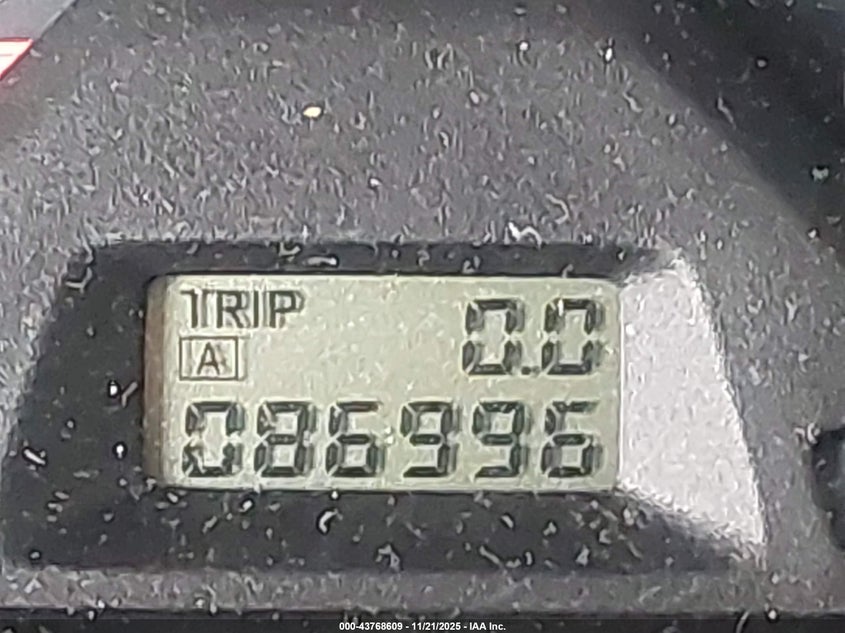 TRIP 0.0
A
086996
000-43768609 - 11/21/2025 - IAA Inc.